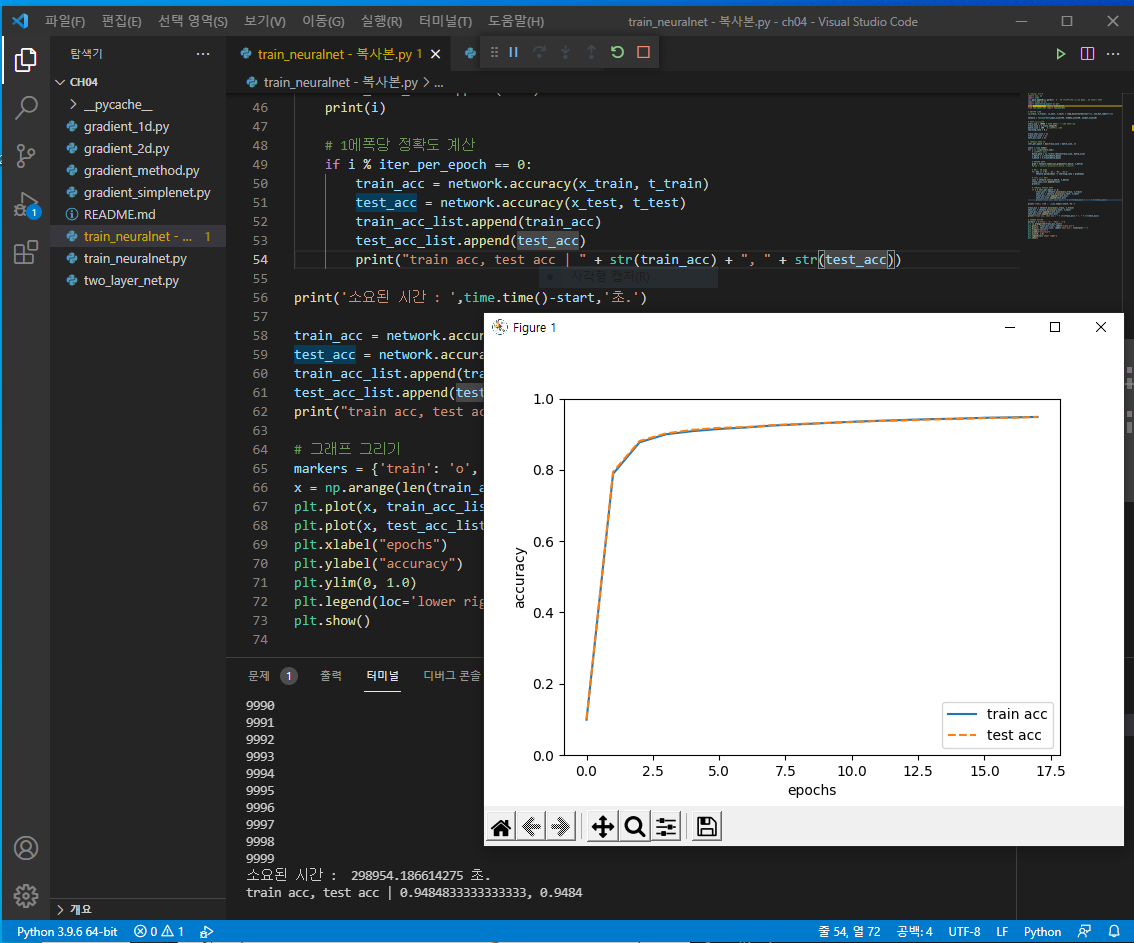 파일(F) 편집(E) 선택 영역(S) 보기(V) 이동(G) 실행(R) 터미널(T) 도움말(H) train_neuralnet - 복사본.py - ch04 - Visual Studio Code
탐색기 ···
train_neuralnet - 복사본.py 1
CH04
train_neuralnet - 복사본.py > ...
__pycache__
gradient_1d.py
gradient_2d.py
gradient_method.py
gradient_simplenet.py
README.md
train_neuralnet - ... 1
train_neuralnet.py
two_layer_net.py
1
46 print(i)
47
48 # 1에폭당 정확도 계산
49 if i % iter_per_epoch == 0:
50 train_acc = network.accuracy(x_train, t_train)
51 test_acc = network.accuracy(x_test, t_test)
52 train_acc_list.append(train_acc)
53 test_acc_list.append(test_acc)
54 print("train acc, test acc | " + str(train_acc) + ", " + str(test_acc))
사각형 캡처(R)
55
56 print('소요된 시간 : ',time.time()-start,'초.')
57
58 train_acc = network.accur
59 test_acc = network.accura
60 train_acc_list.append(tra
61 test_acc_list.append(test
62 print("train acc, test ac
63
64 # 그래프 그리기
65 markers = {'train': 'o',
66 x = np.arange(len(train_a
67 plt.plot(x, train_acc_lis
68 plt.plot(x, test_acc_list
69 plt.xlabel("epochs")
70 plt.ylabel("accuracy")
71 plt.ylim(0, 1.0)
72 plt.legend(loc='lower rig
73 plt.show()
74
Figure 1
1.0
0.8
0.6
0.4
0.2
0.0
accuracy
train acc
test acc
0.0 2.5 5.0 7.5 10.0 12.5 15.0 17.5
epochs
문제 1 출력 터미널 디버그 콘솔
9990
9991
9992
9993
9994
9995
9996
9997
9998
9999
소요된 시간 :  298954.186614275 초.
train acc, test acc | 0.9484833333333333, 0.9484
개요
Python 3.9.6 64-bit 0 1 줄 54, 열 72 공백: 4 UTF-8 LF Python